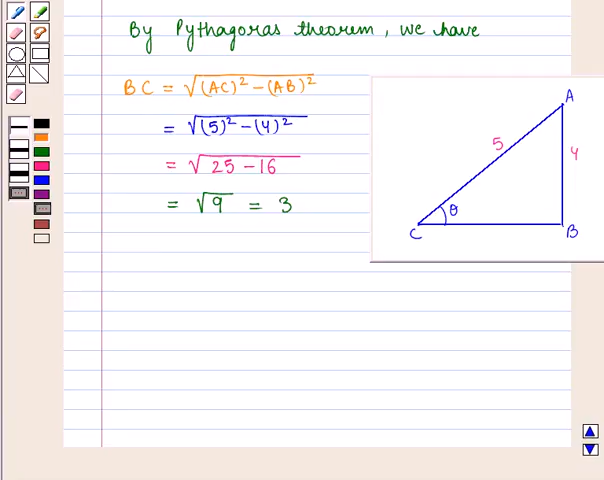 By Pythagoras theorem, we have
BC = √(AC)² − (AB)²
= √(5)² − (4)²
= √25 − 16
= √9 = 3
A
5
4
θ
C
B